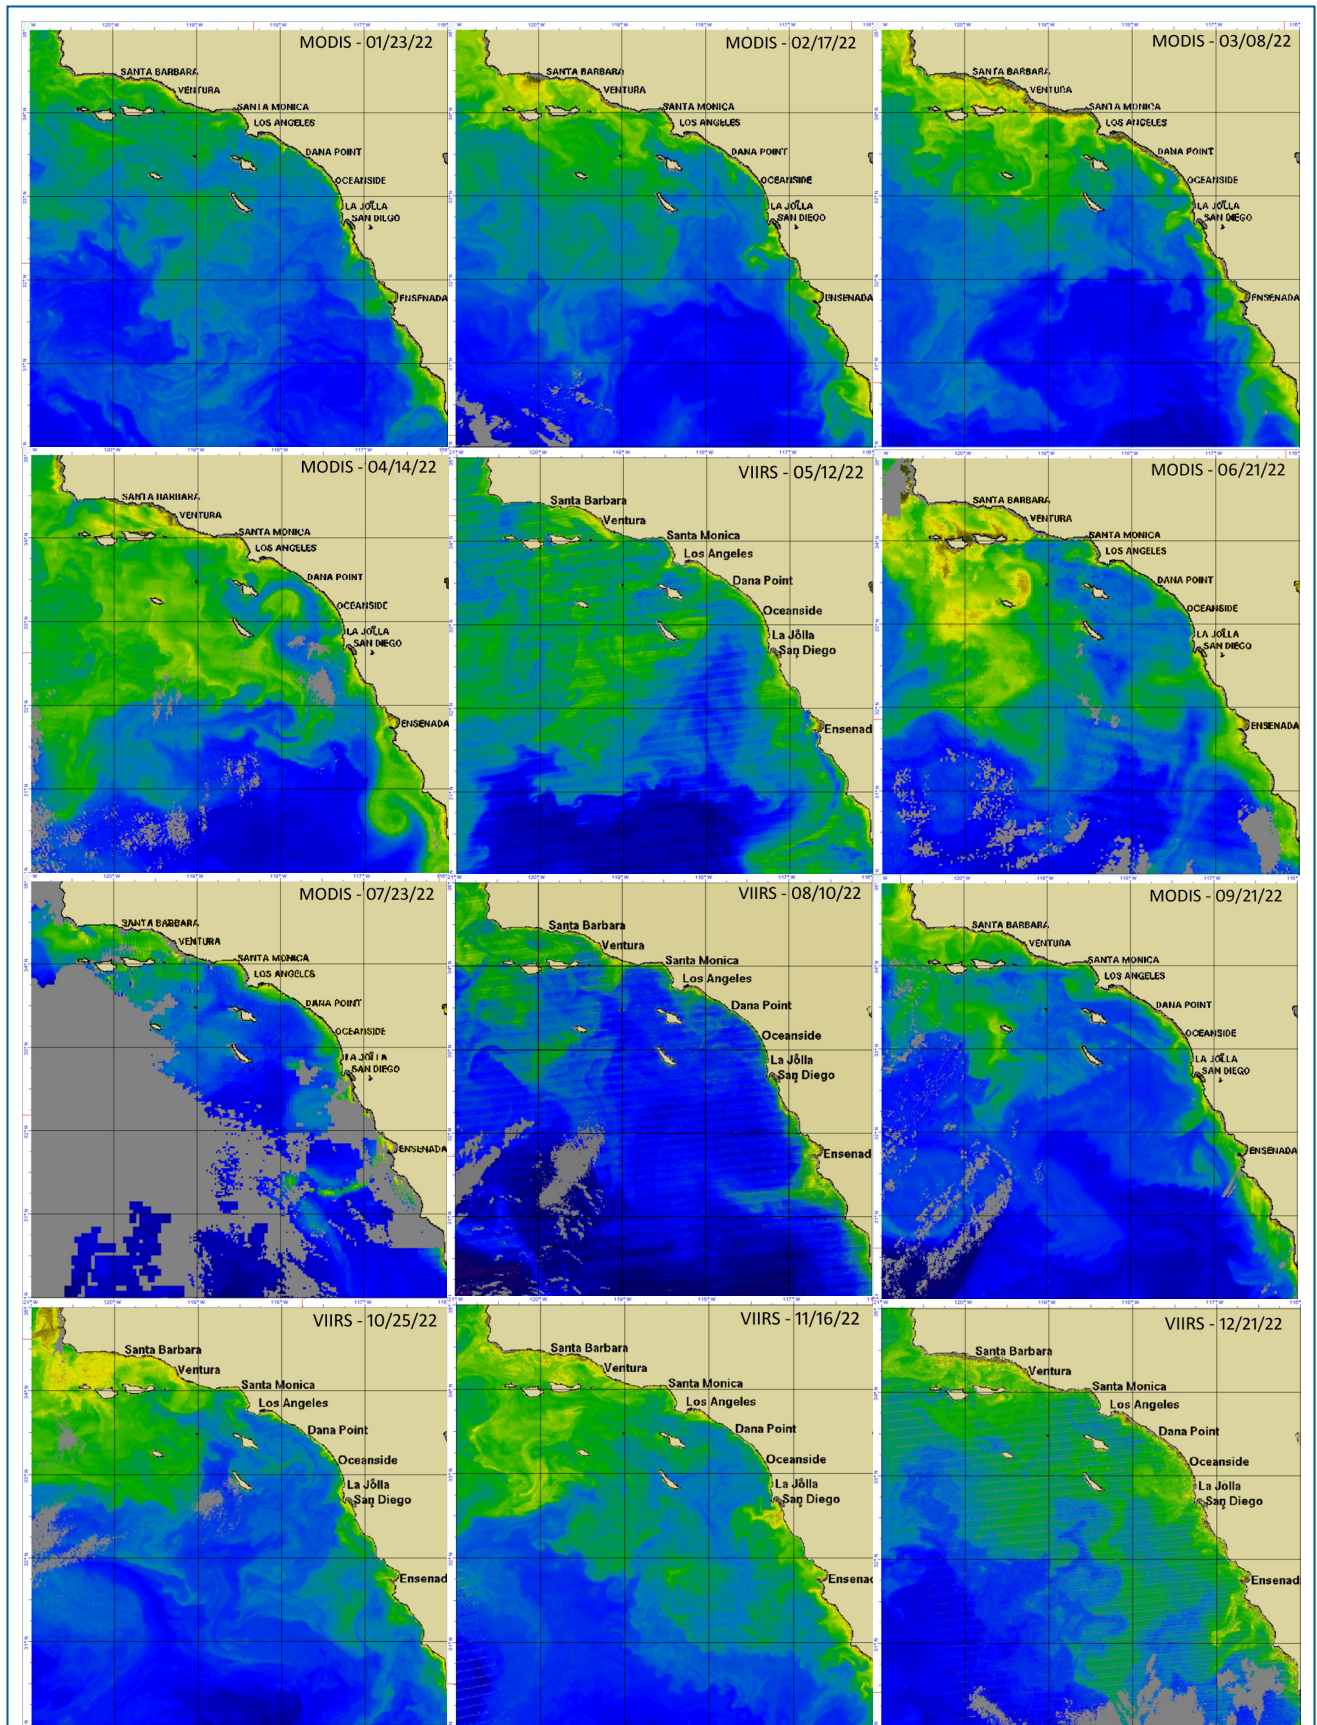 MODIS - 01/23/22
SANTA BARBARA
VENTURA
SANTA MONICA
LOS ANGELES
DANA POINT
OCEANSIDE
LA JOLLA
SAN DIEGO
ENSENADA
MODIS - 02/17/22
SANTA BARBARA
VENTURA
SANTA MONICA
LOS ANGELES
DANA POINT
OCEANSIDE
LA JOLLA
SAN DIEGO
ENSENADA
MODIS - 03/08/22
SANTA BARBARA
VENTURA
SANTA MONICA
LOS ANGELES
DANA POINT
OCEANSIDE
LA JOLLA
SAN DIEGO
ENSENADA
MODIS - 04/14/22
SANTA BARBARA
VENTURA
SANTA MONICA
LOS ANGELES
DANA POINT
OCEANSIDE
LA JOLLA
SAN DIEGO
ENSENADA
VIIRS - 05/12/22
Santa Barbara
Ventura
Santa Monica
Los Angeles
Dana Point
Oceanside
La Jolla
San Diego
Ensenad
MODIS - 06/21/22
SANTA BARBARA
VENTURA
SANTA MONICA
LOS ANGELES
DANA POINT
OCEANSIDE
LA JOLLA
SAN DIEGO
ENSENADA
MODIS - 07/23/22
SANTA BARBARA
VENTURA
SANTA MONICA
LOS ANGELES
DANA POINT
OCEANSIDE
LA JOLLA
SAN DIEGO
ENSENADA
VIIRS - 08/10/22
Santa Barbara
Ventura
Santa Monica
Los Angeles
Dana Point
Oceanside
La Jolla
San Diego
Ensenad
MODIS - 09/21/22
SANTA BARBARA
VENTURA
SANTA MONICA
LOS ANGELES
DANA POINT
OCEANSIDE
LA JOLLA
SAN DIEGO
ENSENADA
VIIRS - 10/25/22
Santa Barbara
Ventura
Santa Monica
Los Angeles
Dana Point
Oceanside
La Jolla
San Diego
Ensenad
VIIRS - 11/16/22
Santa Barbara
Ventura
Santa Monica
Los Angeles
Dana Point
Oceanside
La Jolla
San Diego
Ensenad
VIIRS - 12/21/22
Santa Barbara
Ventura
Santa Monica
Los Angeles
Dana Point
Oceanside
La Jolla
San Diego
Ensenad